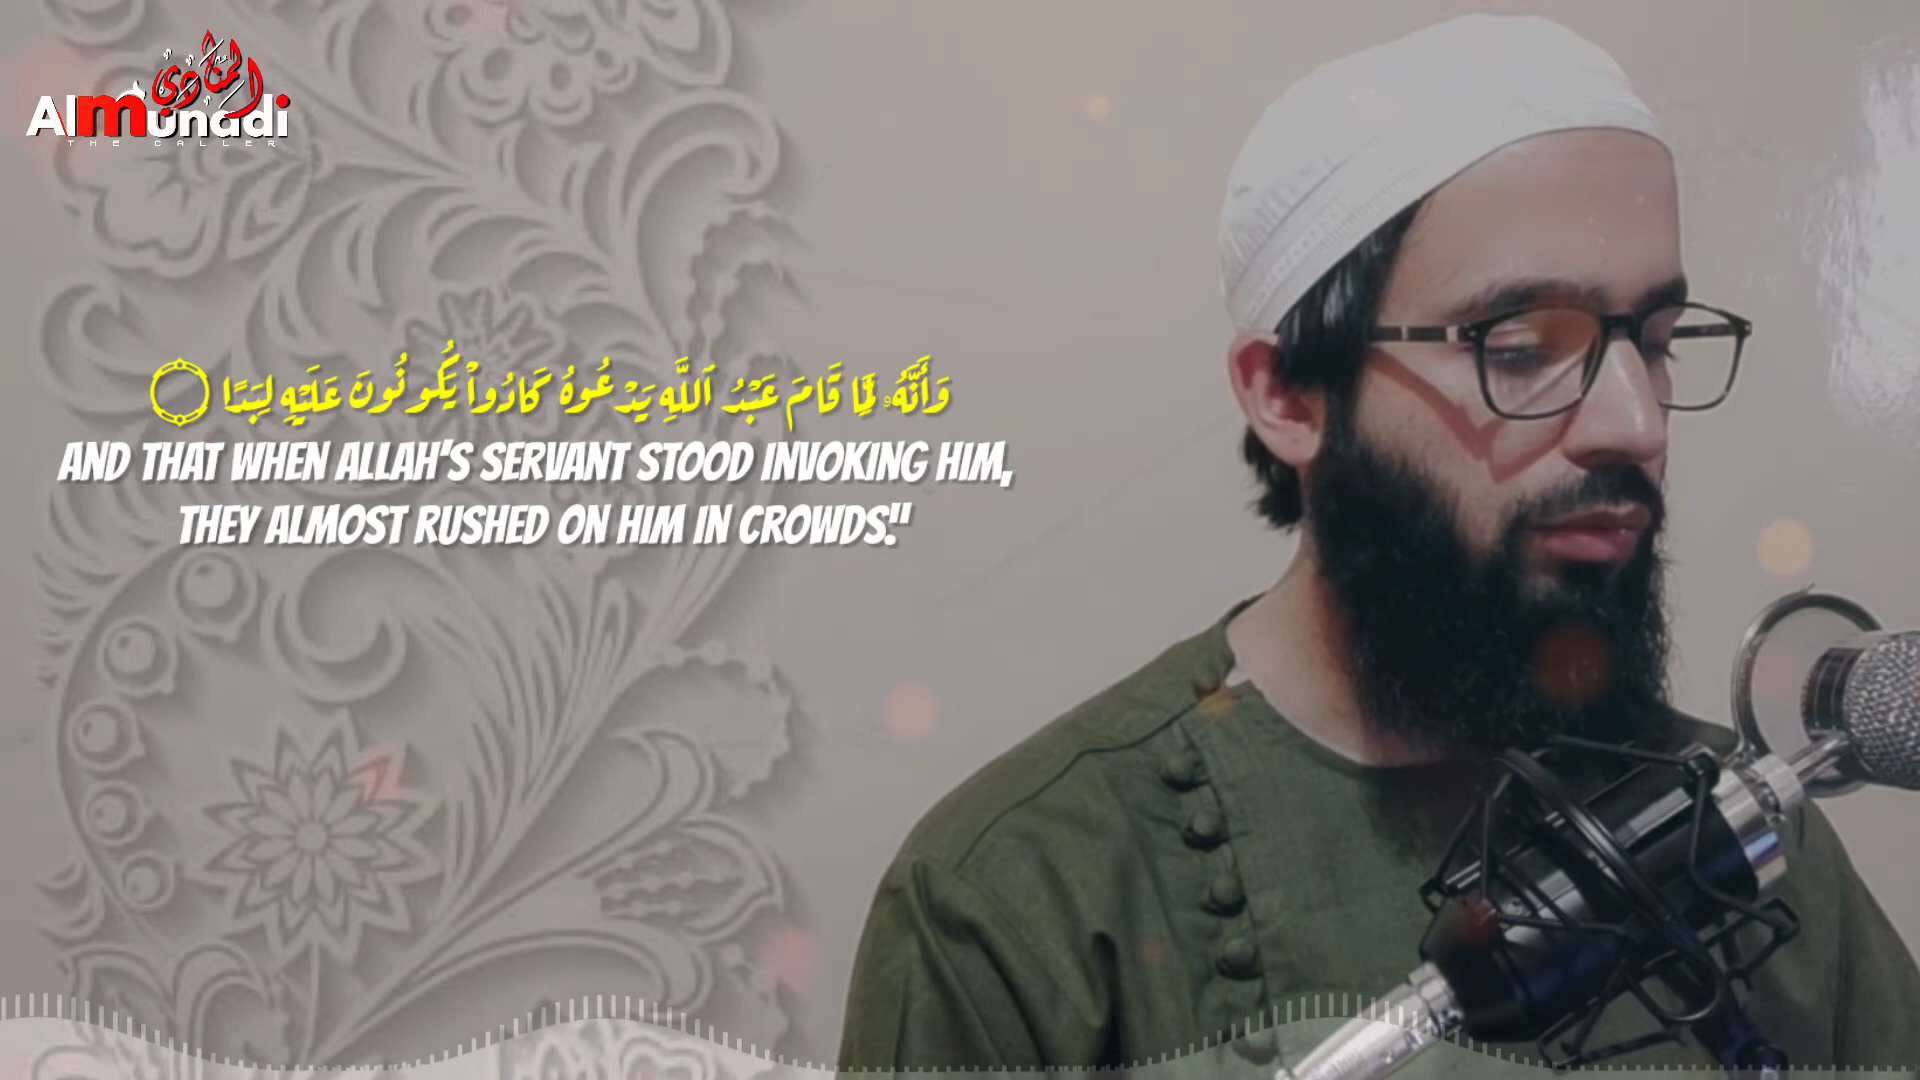 المنادي
Almunadi
THE CALLER
وَأَنَّهُۥ لَمَّا قَامَ عَبْدُ ٱللَّهِ يَدْعُوهُ كَادُوا۟ يَكُونُونَ عَلَيْهِ لِبَدًا ۝
AND THAT WHEN ALLAH'S SERVANT STOOD INVOKING HIM,
THEY ALMOST RUSHED ON HIM IN CROWDS."